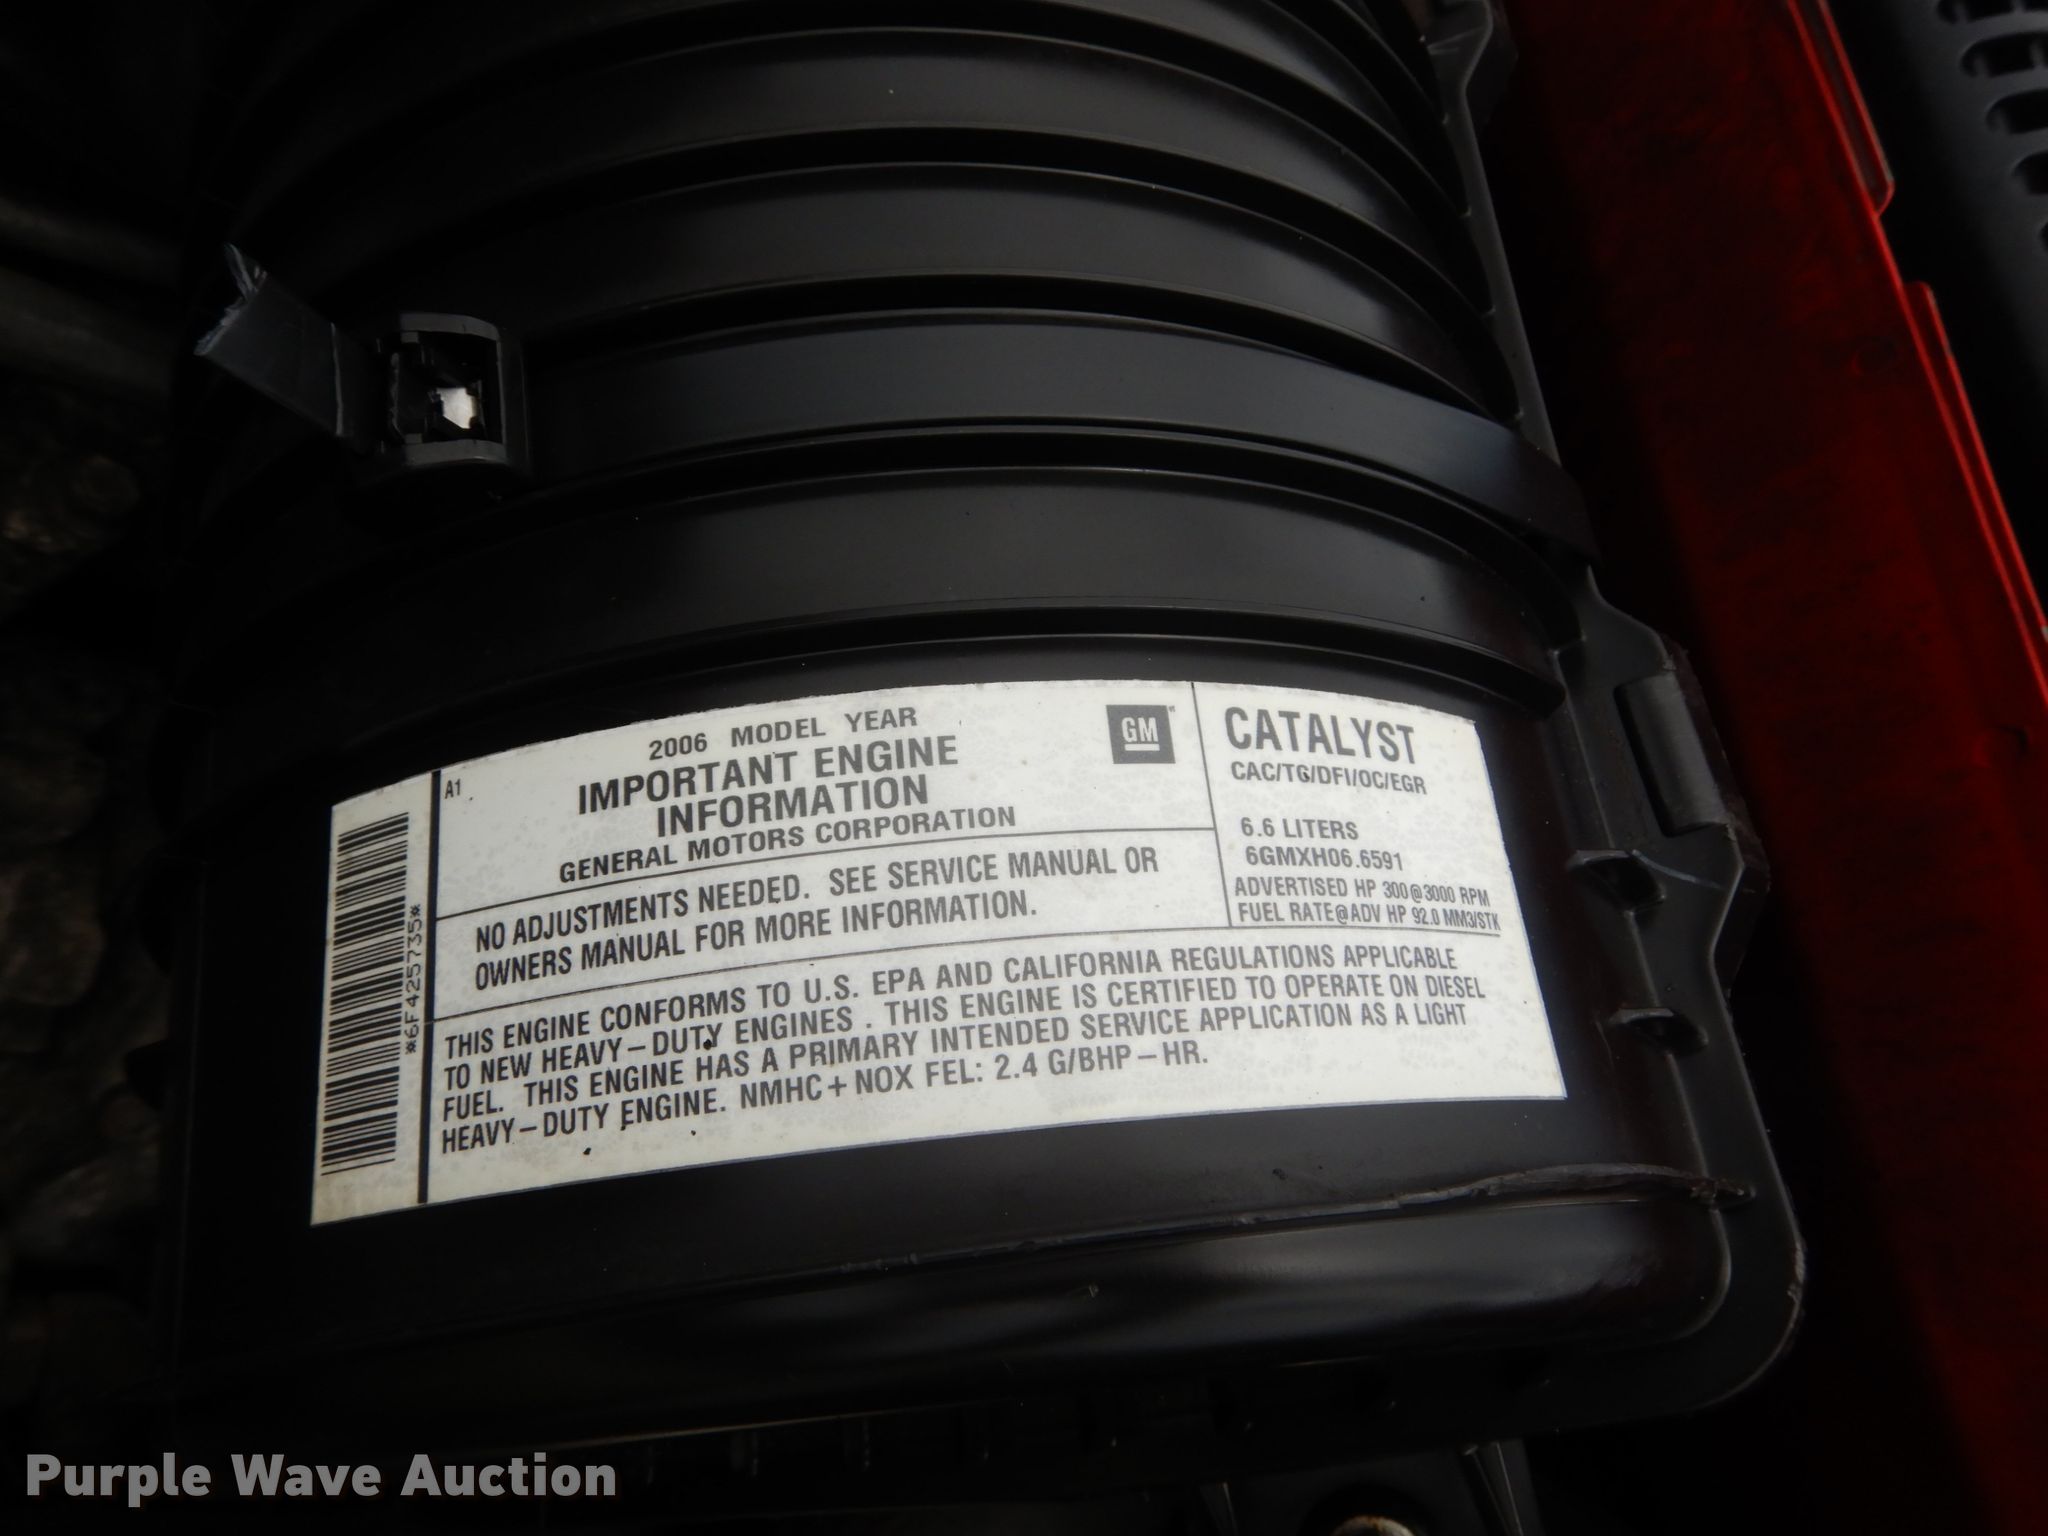 2006 MODEL YEAR
IMPORTANT ENGINE
INFORMATION
GENERAL MOTORS CORPORATION
GM
A1
*6F425735*
NO ADJUSTMENTS NEEDED. SEE SERVICE MANUAL OR
OWNERS MANUAL FOR MORE INFORMATION.
CATALYST
CAC/TC/DFI/OC/EGR
6.6 LITERS
6GMXH06.6591
ADVERTISED HP 300@3000 RPM
FUEL RATE@ADV HP 92.0 MM3/STK
THIS ENGINE CONFORMS TO U.S. EPA AND CALIFORNIA REGULATIONS APPLICABLE
TO NEW HEAVY-DUTY ENGINES . THIS ENGINE IS CERTIFIED TO OPERATE ON DIESEL
FUEL. THIS ENGINE HAS A PRIMARY INTENDED SERVICE APPLICATION AS A LIGHT
HEAVY-DUTY ENGINE. NMHC+NOX FEL: 2.4 G/BHP-HR.
Purple Wave Auction